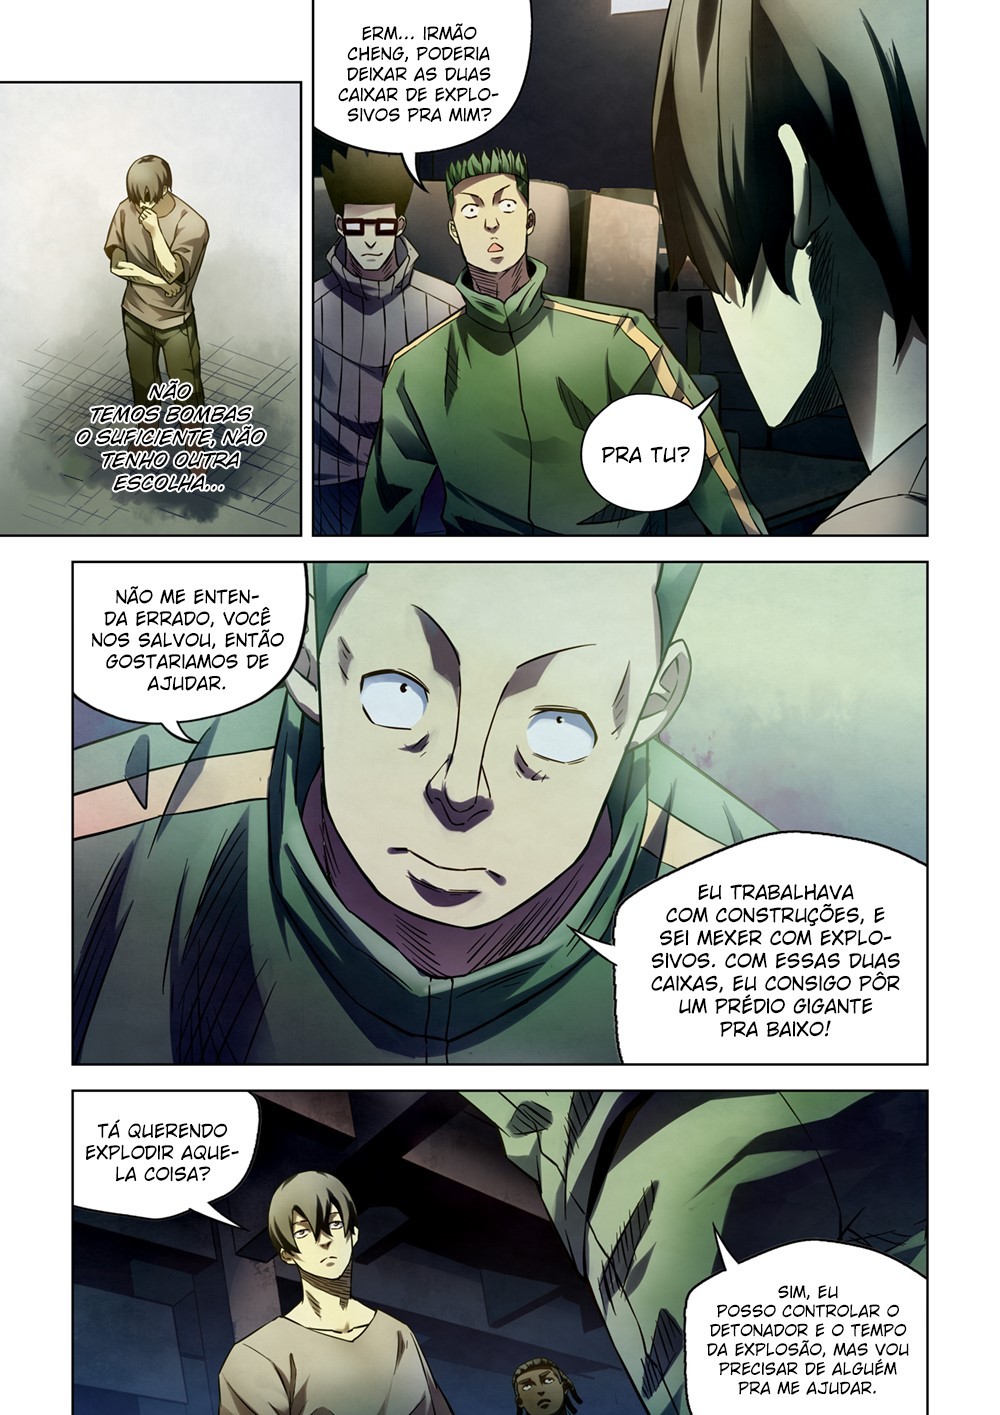 NÃO
TEMOS BOMBAS
O SUFICIENTE, NÃO
TENHO OUTRA
ESCOLHA...
ERM... IRMÃO
CHENG, PODERIA
DEIXAR AS DUAS
CAIXAR DE EXPLO-
SIVOS PRA MIM?
PRA TU?
NÃO ME ENTEN-
DA ERRADO, VOCÊ
NOS SALVOU, ENTÃO
GOSTARIAMOS DE
AJUDAR.
EU TRABALHAVA
COM CONSTRUÇÕES, E
SEI MEXER COM EXPLO-
SIVOS. COM ESSAS DUAS
CAIXAS, EU CONSIGO PÔR
UM PRÉDIO GIGANTE
PRA BAIXO!
TÁ QUERENDO
EXPLODIR AQUE-
LA COISA?
SIM, EU
POSSO CONTROLAR O
DETONADOR E O TEMPO
DA EXPLOSÃO, MAS VOU
PRECISAR DE ALGUÉM
PRA ME AJUDAR.